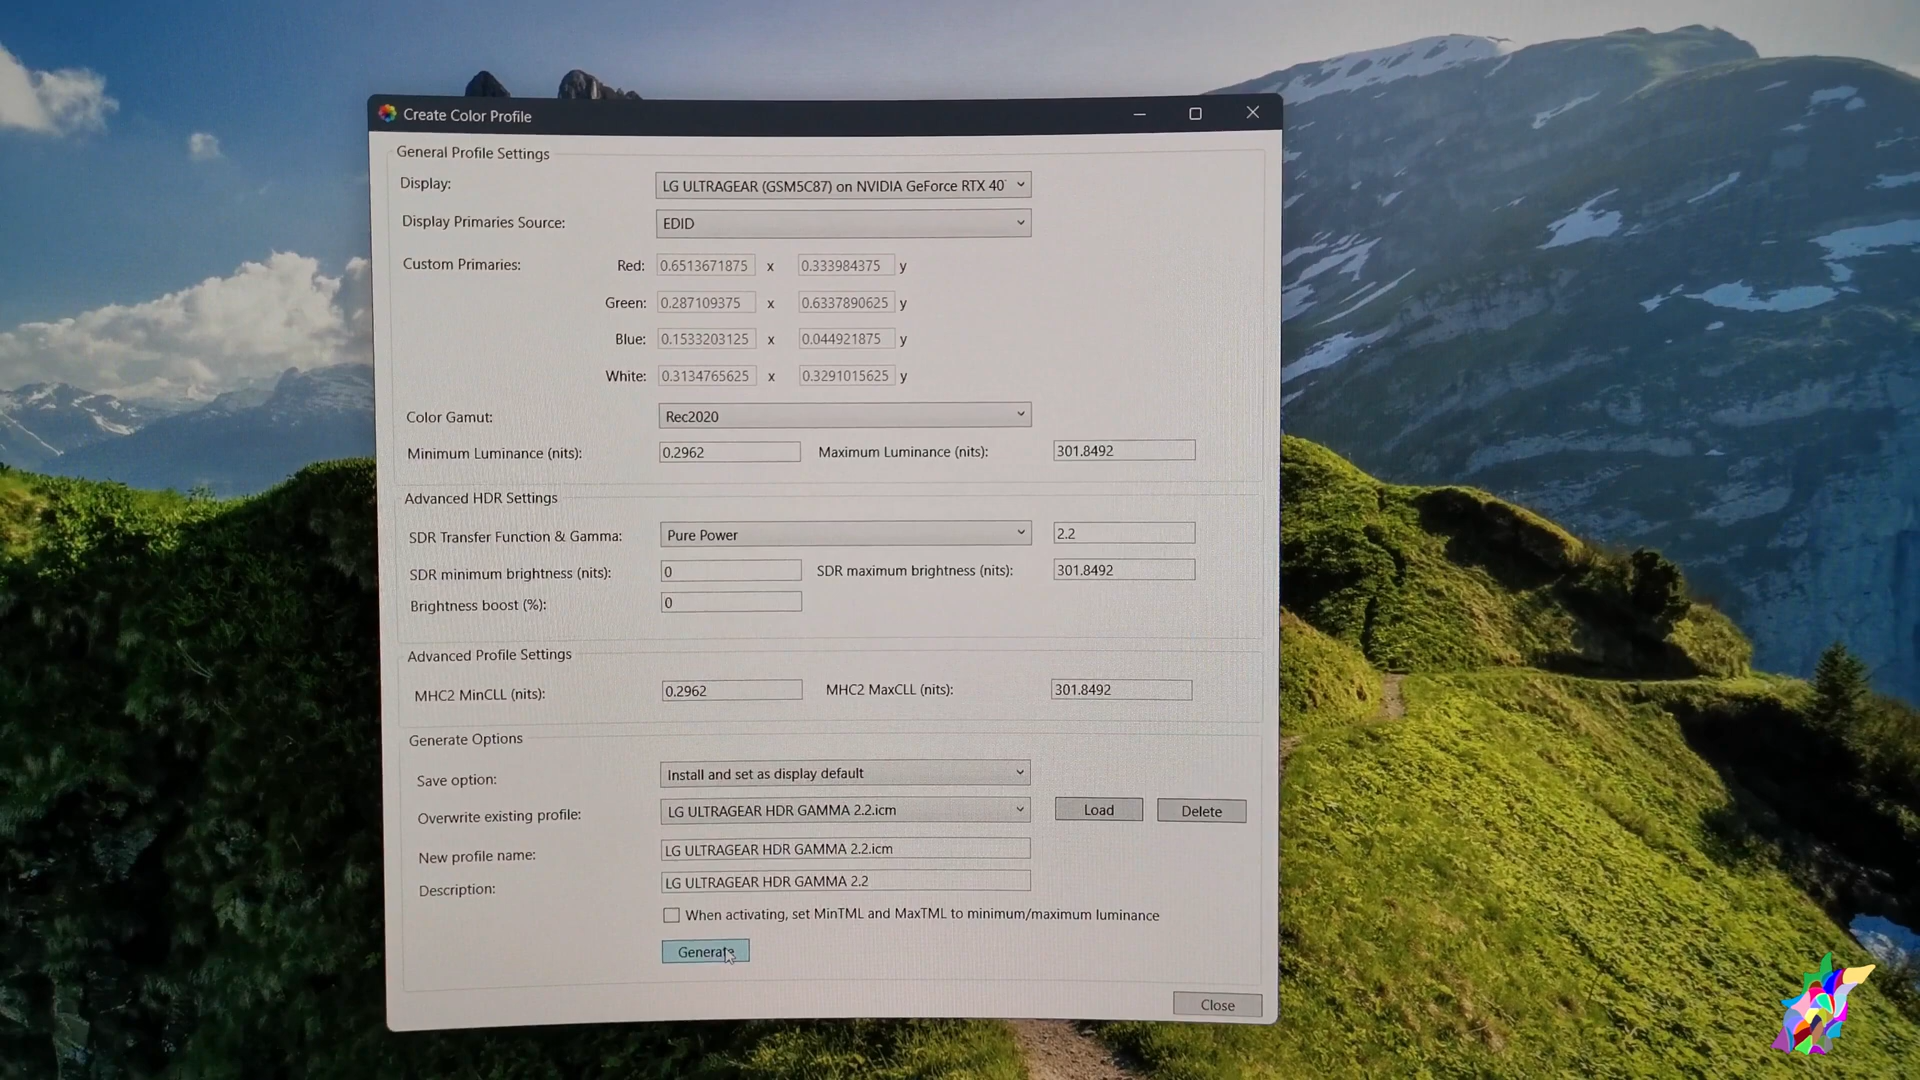 Create Color Profile
General Profile Settings
Display: LG ULTRAGEAR (GSM5C87) on NVIDIA GeForce RTX 40
Display Primaries Source: EDID
Custom Primaries: Red: 0.6513671875 x 0.333984375 y
Green: 0.287109375 x 0.6337890625 y
Blue: 0.1533203125 x 0.044921875 y
White: 0.3134765625 x 0.3291015625 y
Color Gamut: Rec2020
Minimum Luminance (nits): 0.2962 Maximum Luminance (nits): 301.8492
Advanced HDR Settings
SDR Transfer Function & Gamma: Pure Power 2.2
SDR minimum brightness (nits): 0 SDR maximum brightness (nits): 301.8492
Brightness boost (%): 0
Advanced Profile Settings
MHC2 MinCLL (nits): 0.2962 MHC2 MaxCLL (nits): 301.8492
Generate Options
Save option: Install and set as display default
Overwrite existing profile: LG ULTRAGEAR HDR GAMMA 2.2.icm Load Delete
New profile name: LG ULTRAGEAR HDR GAMMA 2.2.icm
Description: LG ULTRAGEAR HDR GAMMA 2.2
When activating, set MinTML and MaxTML to minimum/maximum luminance
Generate
Close